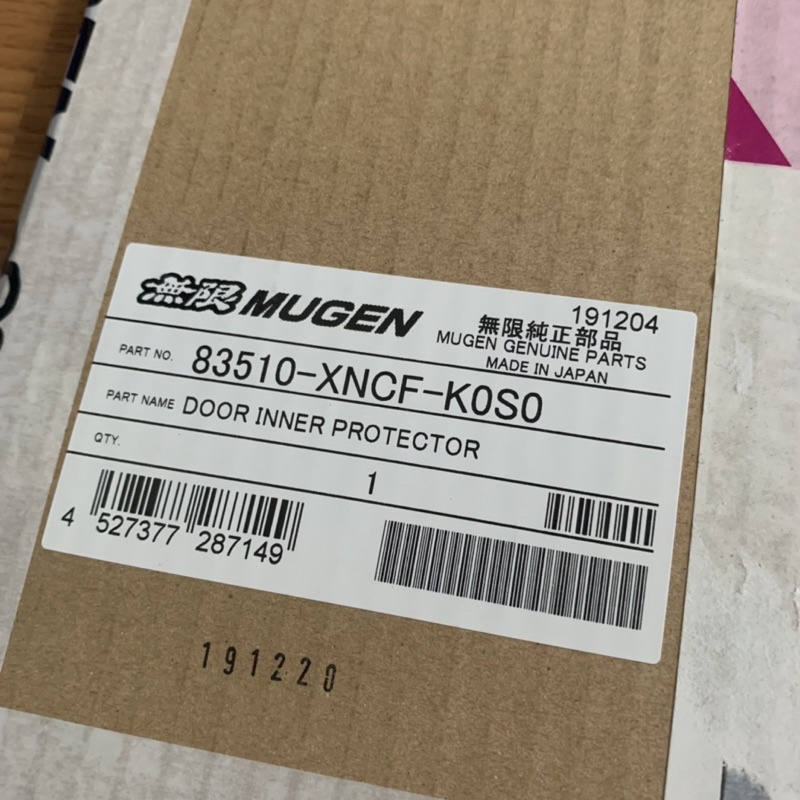 無限 MUGEN
191204
無限純正部品
MUGEN GENUINE PARTS
MADE IN JAPAN
PART NO. 83510-XNCF-K0S0
PART NAME DOOR INNER PROTECTOR
QTY. 1
4 527377 287149
191220